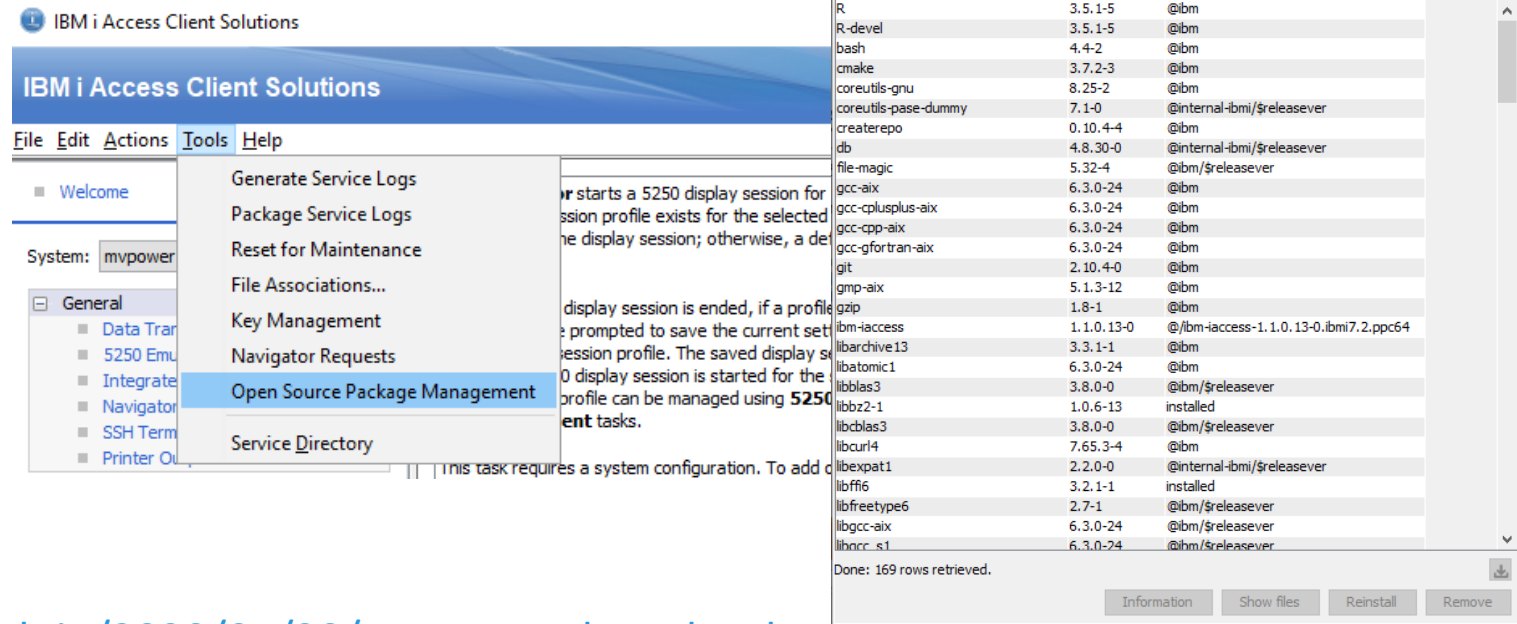 IBM i Access Client Solutions
IBM i Access Client Solutions
File Edit Actions Tools Help
Welcome
System: mvpower
General
Data Tran
5250 Emu
Integrate
Navigator
SSH Term
Printer Ou
Generate Service Logs
Package Service Logs
Reset for Maintenance
File Associations...
Key Management
Navigator Requests
Open Source Package Management
Service Directory
or starts a 5250 display session for
ssion profile exists for the selected
he display session; otherwise, a def
display session is ended, if a profile
e prompted to save the current sett
session profile. The saved display se
0 display session is started for the
profile can be managed using 5250
ent tasks.
This task requires a system configuration. To add o
R 3.5.1-5 @ibm
R-devel 3.5.1-5 @ibm
bash 4.4-2 @ibm
cmake 3.7.2-3 @ibm
coreutils-gnu 8.25-2 @ibm
coreutils-pase-dummy 7.1-0 @internal-ibmi/$releasever
createrepo 0.10.4-4 @ibm
db 4.8.30-0 @internal-ibmi/$releasever
file-magic 5.32-4 @ibm/$releasever
gcc-aix 6.3.0-24 @ibm
gcc-cplusplus-aix 6.3.0-24 @ibm
gcc-cpp-aix 6.3.0-24 @ibm
gcc-gfortran-aix 6.3.0-24 @ibm
git 2.10.4-0 @ibm
gmp-aix 5.1.3-12 @ibm
gzip 1.8-1 @ibm
ibm-iaccess 1.1.0.13-0 @/ibm-iaccess-1.1.0.13-0.ibmi7.2.ppc64
libarchive13 3.3.1-1 @ibm
libatomic1 6.3.0-24 @ibm
libblas3 3.8.0-0 @ibm/$releasever
libbz2-1 1.0.6-13 installed
libcblas3 3.8.0-0 @ibm/$releasever
libcurl4 7.65.3-4 @ibm
libexpat1 2.2.0-0 @internal-ibmi/$releasever
libffi6 3.2.1-1 installed
libfreetype6 2.7-1 @ibm/$releasever
libgcc-aix 6.3.0-24 @ibm/$releasever
libgcc_s1 6.3.0-24 @ibm/$releasever
Done: 169 rows retrieved.
Information Show files Reinstall Remove